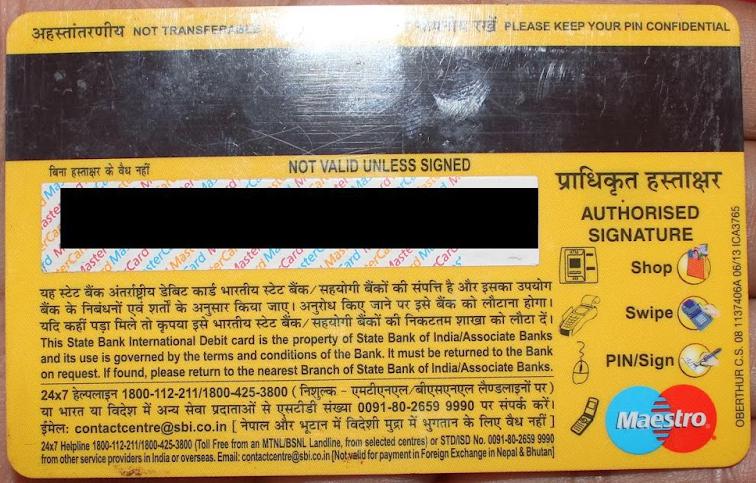 अहस्तांतरणीय NOT TRANSFERABLE रखें PLEASE KEEP YOUR PIN CONFIDENTIAL
बिना हस्ताक्षर के वैध नहीं NOT VALID UNLESS SIGNED
प्राधिकृत हस्ताक्षर
AUTHORISED
SIGNATURE
Shop
Swipe
PIN/Sign
Maestro
OBERTHUR C.S. 08 1137406A 06/13 ICA3765
यह स्टेट बैंक अंतर्राष्ट्रीय डेबिट कार्ड भारतीय स्टेट बैंक/सहयोगी बैंकों की संपत्ति है और इसका उपयोग
बैंक के निबंधनों एवं शर्तों के अनुसार किया जाए। अनुरोध किए जाने पर इसे बैंक को लौटाना होगा।
यदि कहीं पड़ा मिले तो कृपया इसे भारतीय स्टेट बैंक/सहयोगी बैंकों की निकटतम शाखा को लौटा दें।
This State Bank International Debit card is the property of State Bank of India/Associate Banks
and its use is governed by the terms and conditions of the Bank. It must be returned to the Bank
on request. If found, please return to the nearest Branch of State Bank of India/Associate Banks.
24x7 हेल्पलाइन 1800-112-211/1800-425-3800 (निशुल्क - एमटीएनएल/बीएसएनएल लैण्डलाइनों पर)
या भारत या विदेश में अन्य सेवा प्रदाताओं से एसटीडी संख्या 0091-80-2659 9990 पर संपर्क करें।
ईमेल: contactcentre@sbi.co.in [ नेपाल और भूटान में विदेशी मुद्रा में भुगतान के लिए वैध नहीं ]
24x7 Helpline 1800-112-211/1800-425-3800 (Toll Free from an MTNL/BSNL Landline, from selected centres) or STD/ISD No. 0091-80-2659 9990
from other service providers in India or overseas. Email: contactcentre@sbi.co.in [Not valid for payment in Foreign Exchange in Nepal & Bhutan]